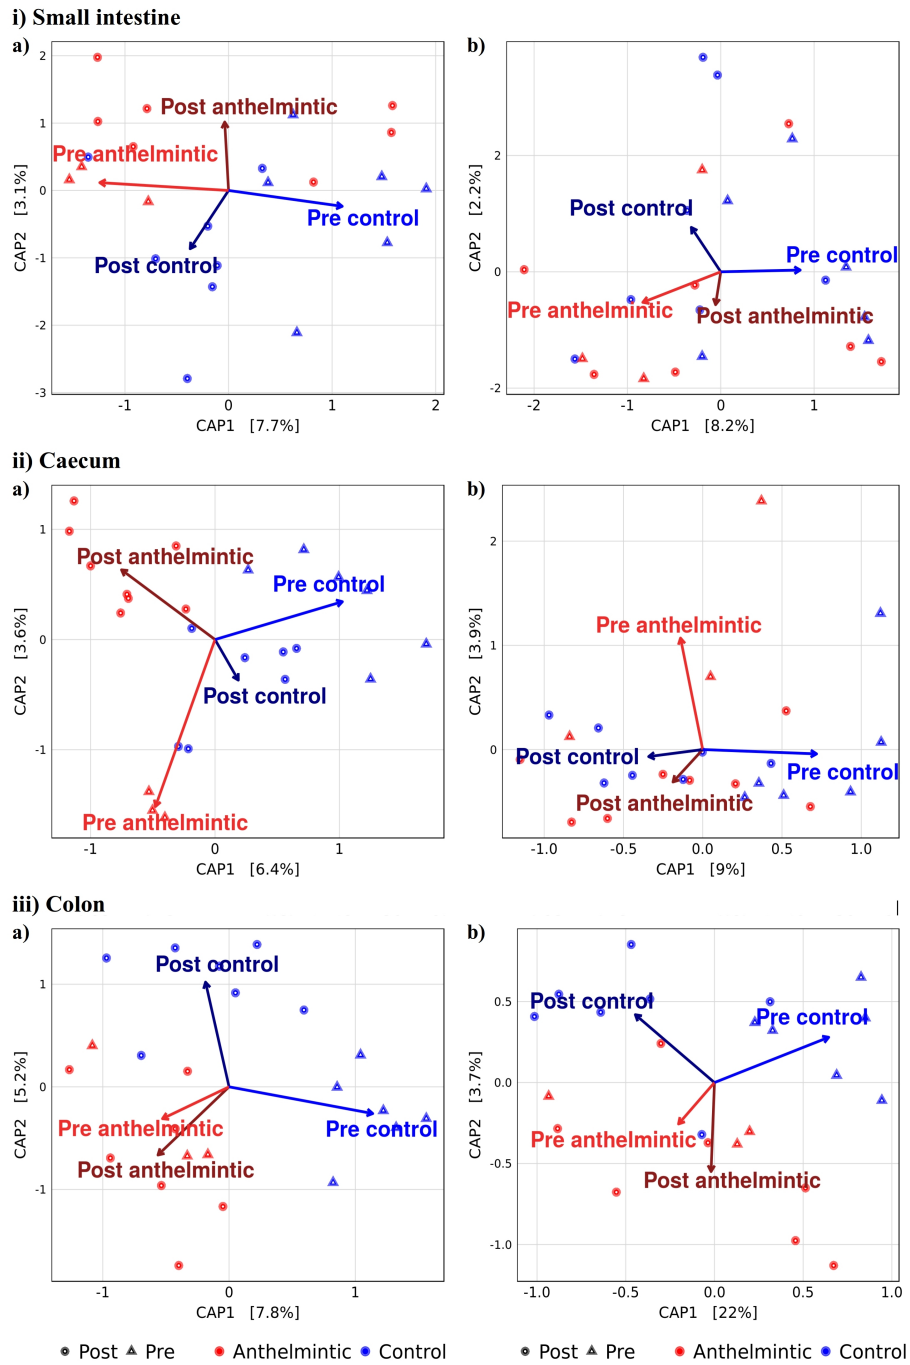 i) Small intestine
a)
b)
2
1
0
-1
-2
-3
CAP2 [3.1%]
Post anthelmintic
Pre anthelmintic
Pre control
Post control
-1 0 1 2
CAP1 [7.7%]
2
0
-2
CAP2 [2.2%]
Post control
Pre control
Pre anthelmintic
Post anthelmintic
-2 -1 0 1
CAP1 [8.2%]
ii) Caecum
a)
b)
1
0
-1
CAP2 [3.6%]
Post anthelmintic
Pre control
Post control
Pre anthelmintic
-1 0 1
CAP1 [6.4%]
2
1
0
CAP2 [3.9%]
Pre anthelmintic
Post control
Pre control
Post anthelmintic
-1.0 -0.5 0.0 0.5 1.0
CAP1 [9%]
iii) Colon
a)
b)
1
0
-1
CAP2 [5.2%]
Post control
Pre anthelmintic
Pre control
Post anthelmintic
-1 0 1
CAP1 [7.8%]
0.5
0.0
-0.5
-1.0
CAP2 [3.7%]
Post control
Pre control
Pre anthelmintic
Post anthelmintic
-1.0 -0.5 0.0 0.5 1.0
CAP1 [22%]
Post Pre Anthelmintic Control
Post Pre Anthelmintic Control